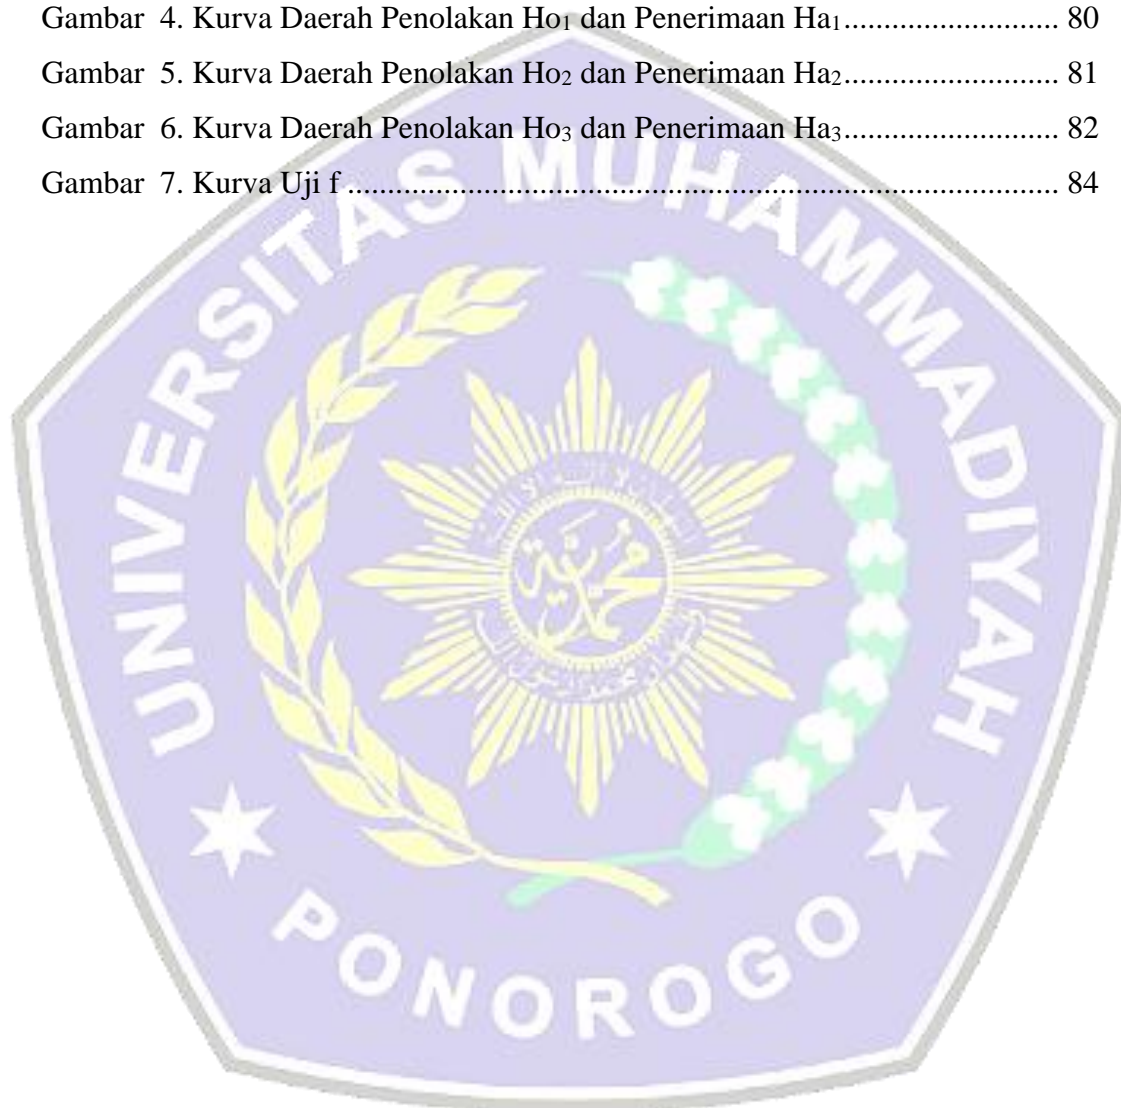 Gambar 4. Kurva Daerah Penolakan Ho₁ dan Penerimaan Ha₁........................... 80
Gambar 5. Kurva Daerah Penolakan Ho₂ dan Penerimaan Ha₂........................... 81
Gambar 6. Kurva Daerah Penolakan Ho₃ dan Penerimaan Ha₃........................... 82
Gambar 7. Kurva Uji f ......................................................................................... 84
UNIVERSITAS MUHAMMADIYAH
PONOROGO